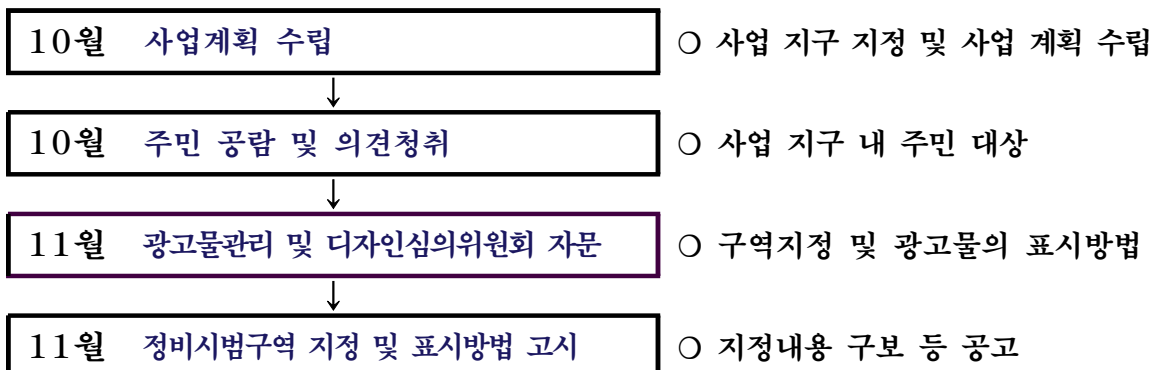 10월 사업계획 수립 ❍ 사업 지구 지정 및 사업 계획 수립
↓
10월 주민 공람 및 의견청취 ❍ 사업 지구 내 주민 대상
↓
11월 광고물관리 및 디자인심의위원회 자문 ❍ 구역지정 및 광고물의 표시방법
↓
11월 정비시범구역 지정 및 표시방법 고시 ❍ 지정내용 구보 등 공고